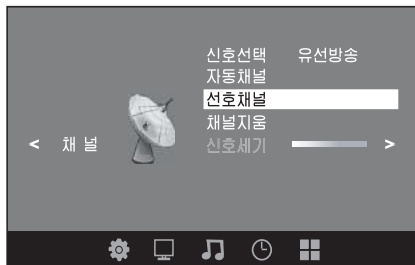 신호선택 유선방송
자동채널
선호채널
채널지움
< 채 널
신호세기 >